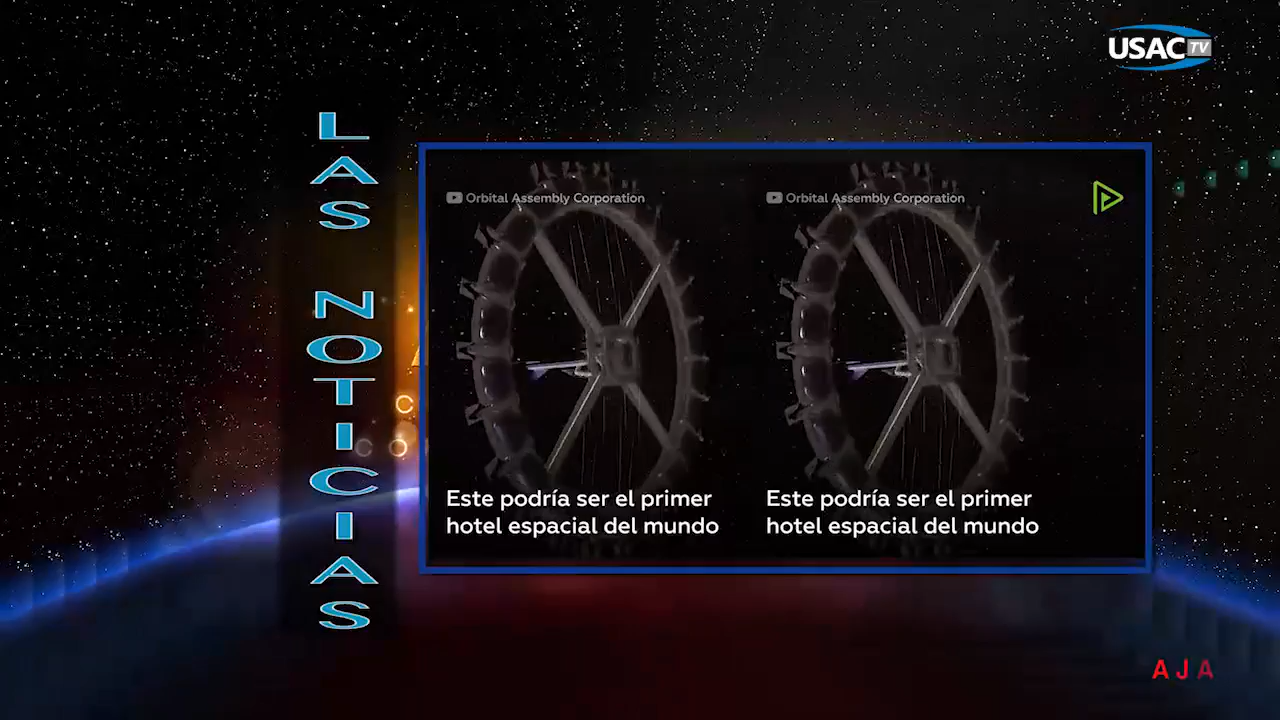 USAC TV
LAS NOTICIAS
Orbital Assembly Corporation
Orbital Assembly Corporation
Este podría ser el primer
hotel espacial del mundo
Este podría ser el primer
hotel espacial del mundo
AJA